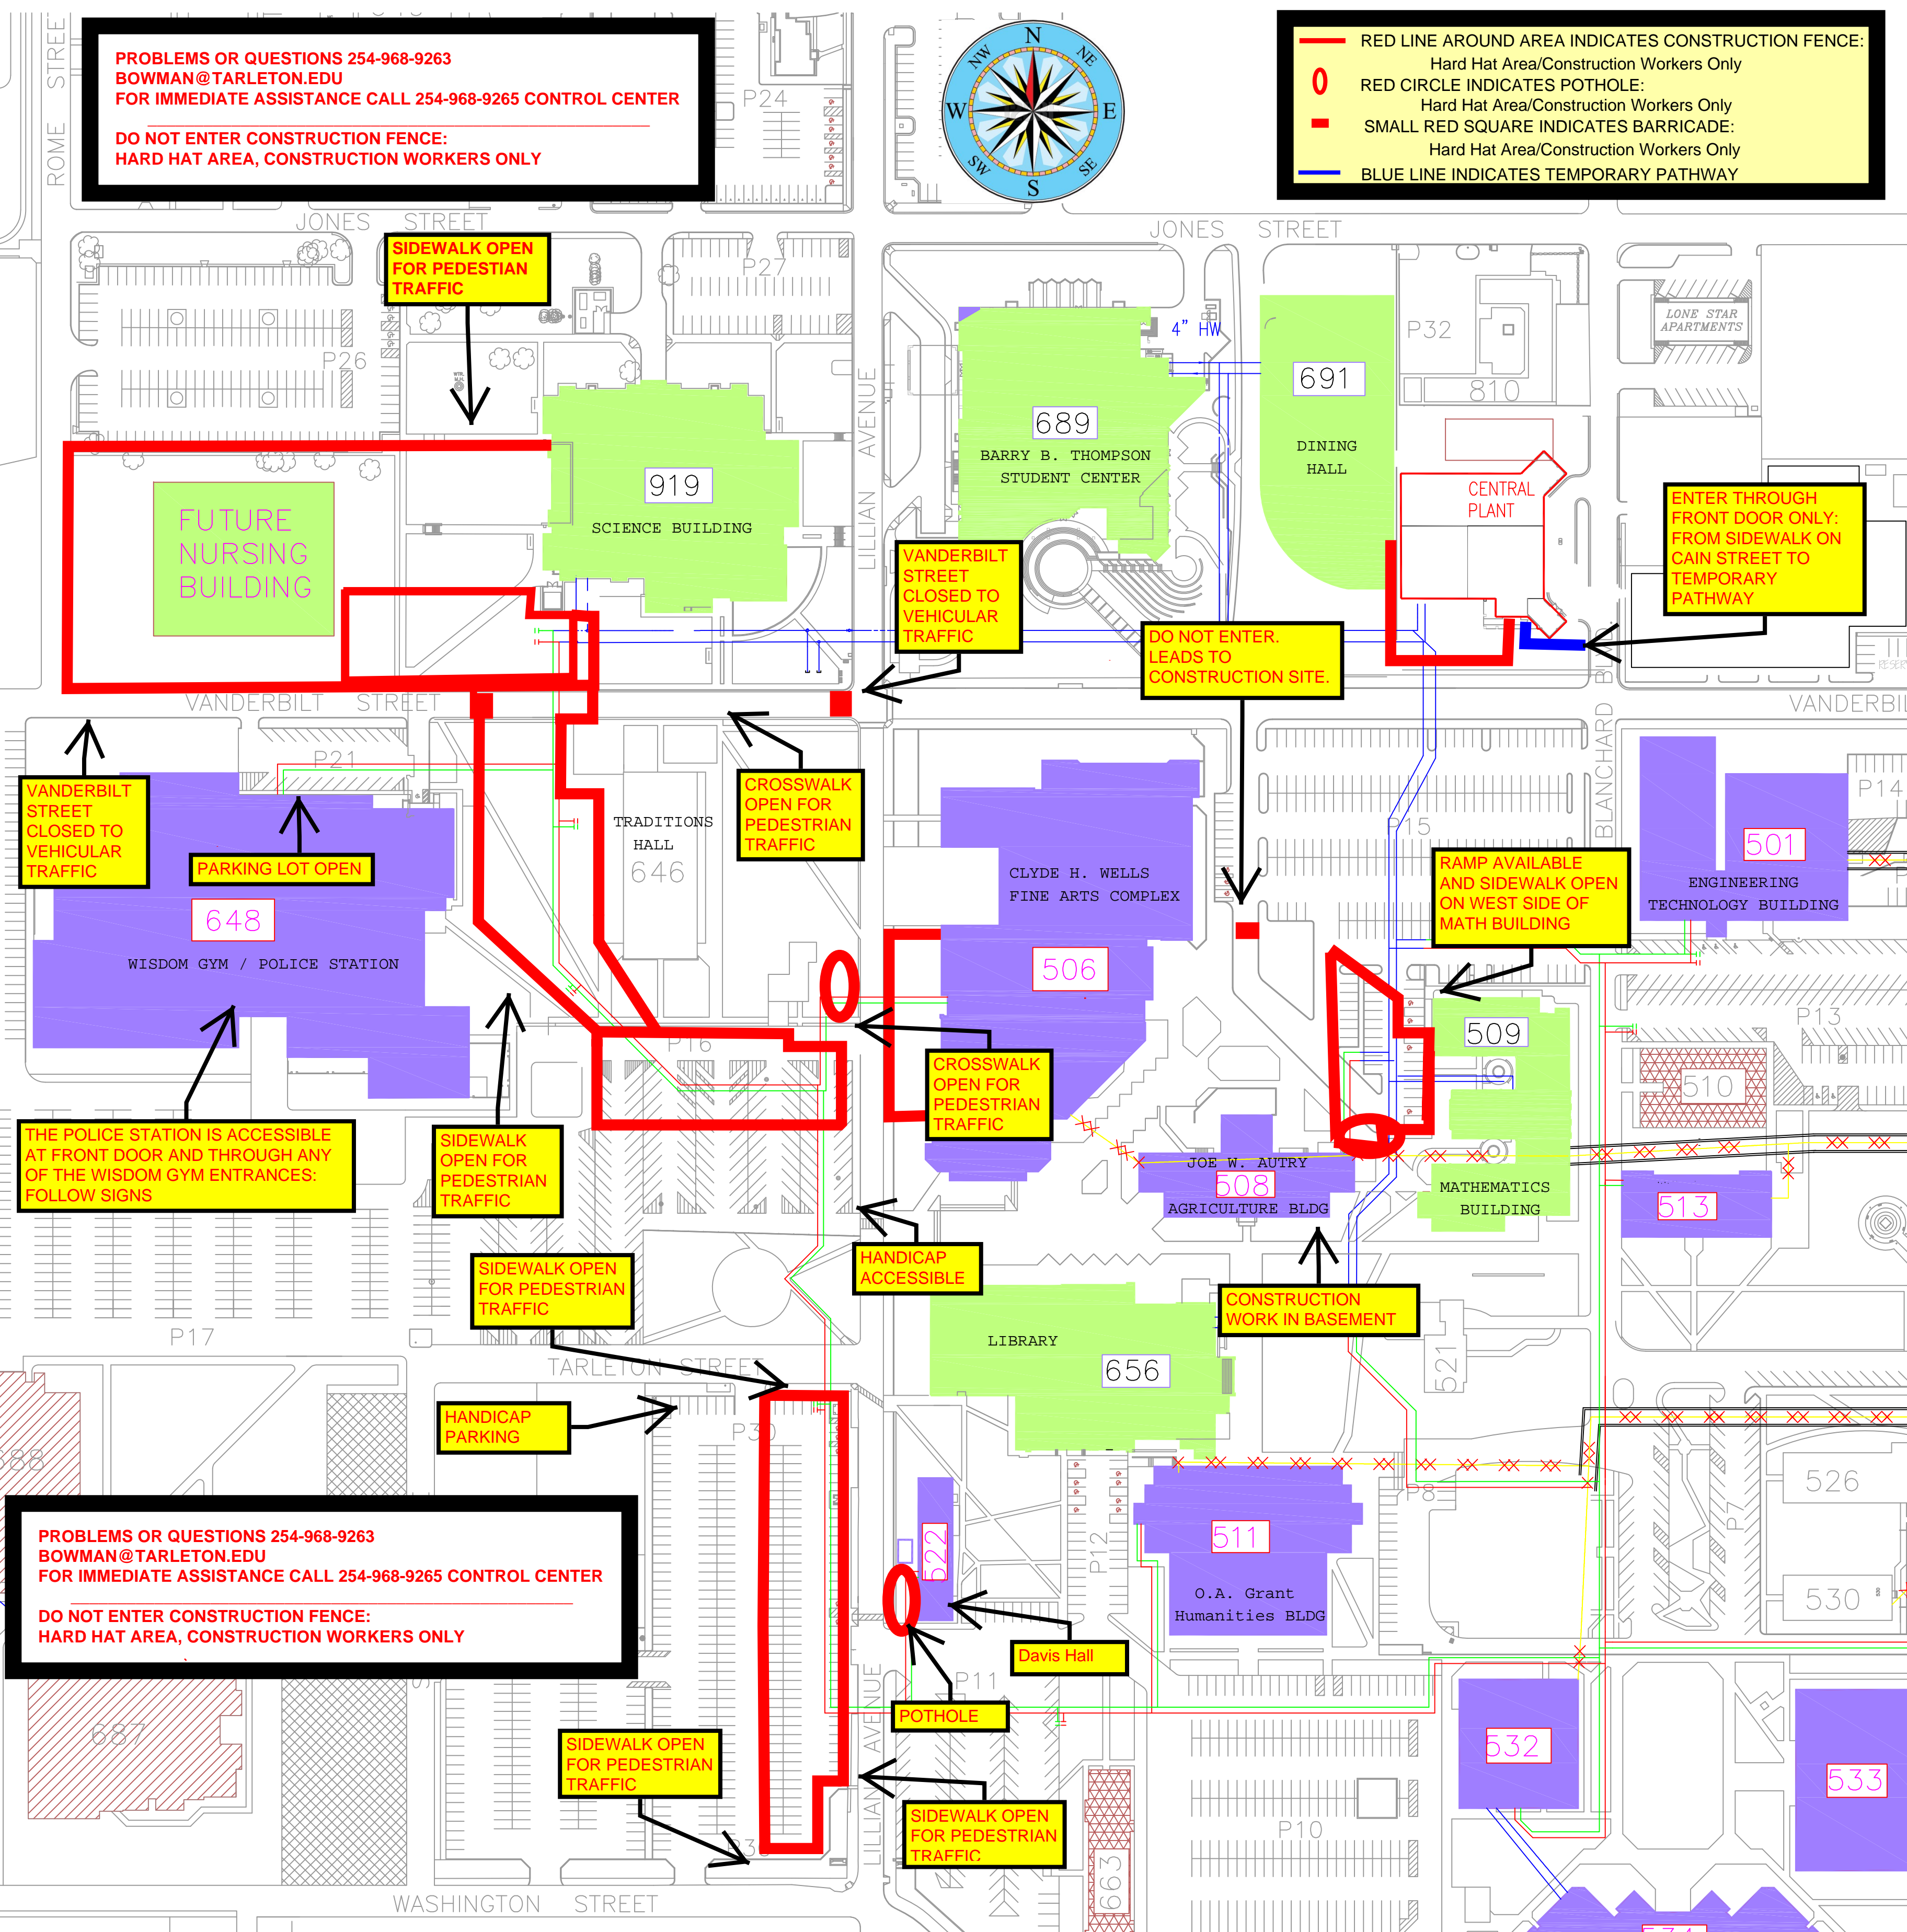 PROBLEMS OR QUESTIONS 254-968-9263
BOWMAN@TARLETON.EDU
FOR IMMEDIATE ASSISTANCE CALL 254-968-9265 CONTROL CENTER
DO NOT ENTER CONSTRUCTION FENCE:
HARD HAT AREA, CONSTRUCTION WORKERS ONLY
N
NE
E
SE
S
SW
W
NW
RED LINE AROUND AREA INDICATES CONSTRUCTION FENCE:
Hard Hat Area/Construction Workers Only
RED CIRCLE INDICATES POTHOLE:
Hard Hat Area/Construction Workers Only
SMALL RED SQUARE INDICATES BARRICADE:
Hard Hat Area/Construction Workers Only
BLUE LINE INDICATES TEMPORARY PATHWAY
ROME STREE
P24
JONES STREET
JONES STREET
SIDEWALK OPEN
FOR PEDESTIAN
TRAFFIC
P27
P26
LILLIAN AVENUE
4" HW
689
BARRY B. THOMPSON
STUDENT CENTER
691
DINING
HALL
P32
810
LONE STAR
APARTMENTS
CENTRAL
PLANT
919
SCIENCE BUILDING
FUTURE
NURSING
BUILDING
VANDERBILT
STREET
CLOSED TO
VEHICULAR
TRAFFIC
ENTER THROUGH
FRONT DOOR ONLY:
FROM SIDEWALK ON
CAIN STREET TO
TEMPORARY
PATHWAY
DO NOT ENTER.
LEADS TO
CONSTRUCTION SITE.
VANDERBILT STREET
VANDERBIL
BLANCHARD BLVD
P21
VANDERBILT
STREET
CLOSED TO
VEHICULAR
TRAFFIC
PARKING LOT OPEN
648
WISDOM GYM / POLICE STATION
TRADITIONS
HALL
646
CROSSWALK
OPEN FOR
PEDESTRIAN
TRAFFIC
CLYDE H. WELLS
FINE ARTS COMPLEX
506
P15
RAMP AVAILABLE
AND SIDEWALK OPEN
ON WEST SIDE OF
MATH BUILDING
501
ENGINEERING
TECHNOLOGY BUILDING
P14
P13
509
510
P16
CROSSWALK
OPEN FOR
PEDESTRIAN
TRAFFIC
THE POLICE STATION IS ACCESSIBLE
AT FRONT DOOR AND THROUGH ANY
OF THE WISDOM GYM ENTRANCES:
FOLLOW SIGNS
SIDEWALK
OPEN FOR
PEDESTRIAN
TRAFFIC
JOE W. AUTRY
508
AGRICULTURE BLDG
MATHEMATICS
BUILDING
513
SIDEWALK OPEN
FOR PEDESTRIAN
TRAFFIC
HANDICAP
ACCESSIBLE
CONSTRUCTION
WORK IN BASEMENT
P17
TARLETON STREET
LIBRARY
656
521
HANDICAP
PARKING
P30
688
PROBLEMS OR QUESTIONS 254-968-9263
BOWMAN@TARLETON.EDU
FOR IMMEDIATE ASSISTANCE CALL 254-968-9265 CONTROL CENTER
DO NOT ENTER CONSTRUCTION FENCE:
HARD HAT AREA, CONSTRUCTION WORKERS ONLY
522
P12
511
O.A. Grant
Humanities BLDG
P8
P7
526
530
Davis Hall
P11
POTHOLE
LILLIAN AVENUE
687
SIDEWALK OPEN
FOR PEDESTRIAN
TRAFFIC
SIDEWALK OPEN
FOR PEDESTRIAN
TRAFFIC
P10
532
533
663
WASHINGTON STREET